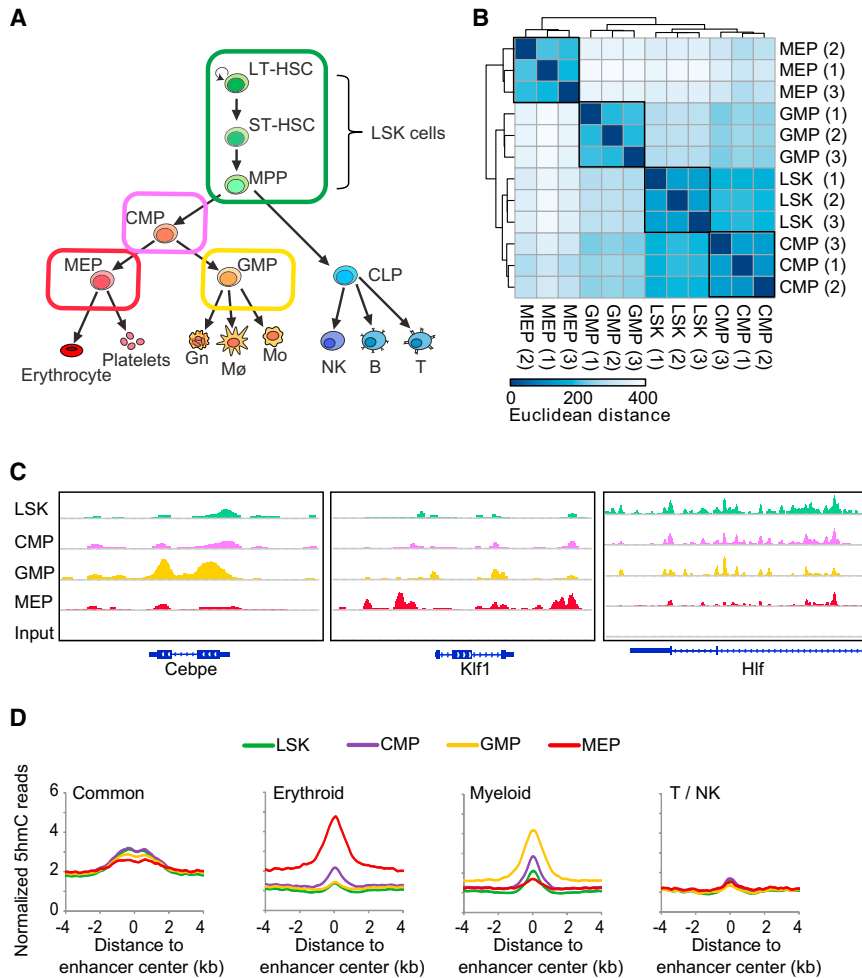 A
LT-HSC
ST-HSC
MPP
LSK cells
CMP
MEP
GMP
CLP
Erythrocyte
Platelets
Gn
Mø
Mo
NK
B
T
B
MEP (2)
MEP (1)
MEP (3)
GMP (1)
GMP (2)
GMP (3)
LSK (1)
LSK (2)
LSK (3)
CMP (3)
CMP (1)
CMP (2)
MEP (2)
MEP (1)
MEP (3)
GMP (1)
GMP (2)
GMP (3)
LSK (1)
LSK (2)
LSK (3)
CMP (3)
CMP (1)
CMP (2)
0 200 400
Euclidean distance
C
LSK
CMP
GMP
MEP
Input
Cebpe
Klf1
Hlf
D
LSK CMP GMP MEP
Normalized 5hmC reads
6
4
2
0
Common
-4 -2 0 2 4
Distance to
enhancer center (kb)
Erythroid
-4 -2 0 2 4
Distance to
enhancer center (kb)
Myeloid
-4 -2 0 2 4
Distance to
enhancer center (kb)
T / NK
-4 -2 0 2 4
Distance to
enhancer center (kb)